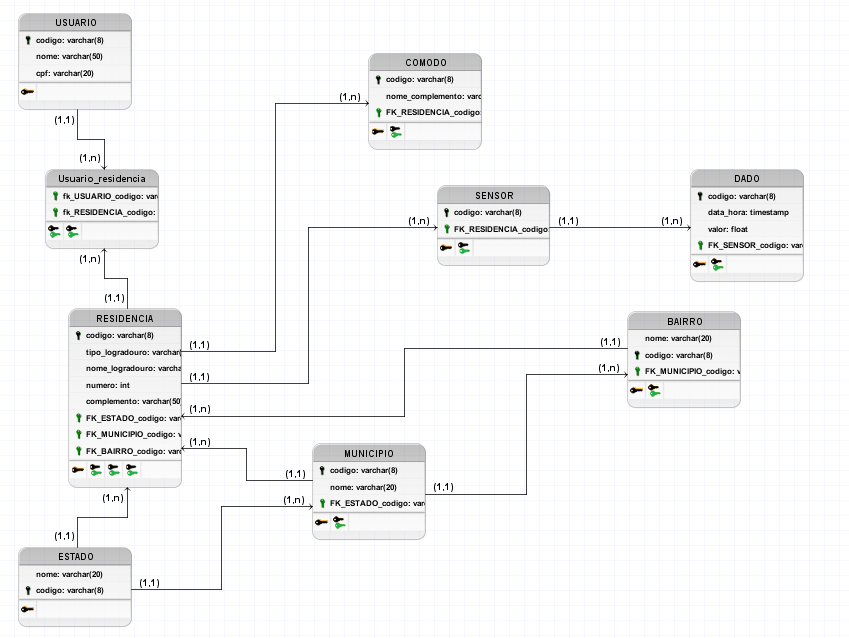 USUARIO
codigo: varchar(8)
nome: varchar(50)
cpf: varchar(20)
(1,1)
(1,n)
Usuario_residencia
fk_USUARIO_codigo: var
fk_RESIDENCIA_codigo:
(1,n)
(1,1)
RESIDENCIA
codigo: varchar(8)
tipo_logradouro: varchar(
nome_logradouro: varcha
numero: int
complemento: varchar(50)
FK_ESTADO_codigo: var
FK_MUNICIPIO_codigo: v
FK_BAIRRO_codigo: varc
(1,1)
(1,1)
(1,n)
(1,n)
(1,n)
(1,1)
ESTADO
nome: varchar(20)
codigo: varchar(8)
(1,1)
(1,n)
COMODO
codigo: varchar(8)
nome_complemento: varc
FK_RESIDENCIA_codigo:
(1,n)
SENSOR
codigo: varchar(8)
FK_RESIDENCIA_codigo:
(1,1)
(1,n)
DADO
codigo: varchar(8)
data_hora: timestamp
valor: float
FK_SENSOR_codigo: var
BAIRRO
nome: varchar(20)
codigo: varchar(8)
FK_MUNICIPIO_codigo: v
(1,1)
(1,n)
MUNICIPIO
codigo: varchar(8)
nome: varchar(20)
FK_ESTADO_codigo: var
(1,1)
(1,n)
(1,1)